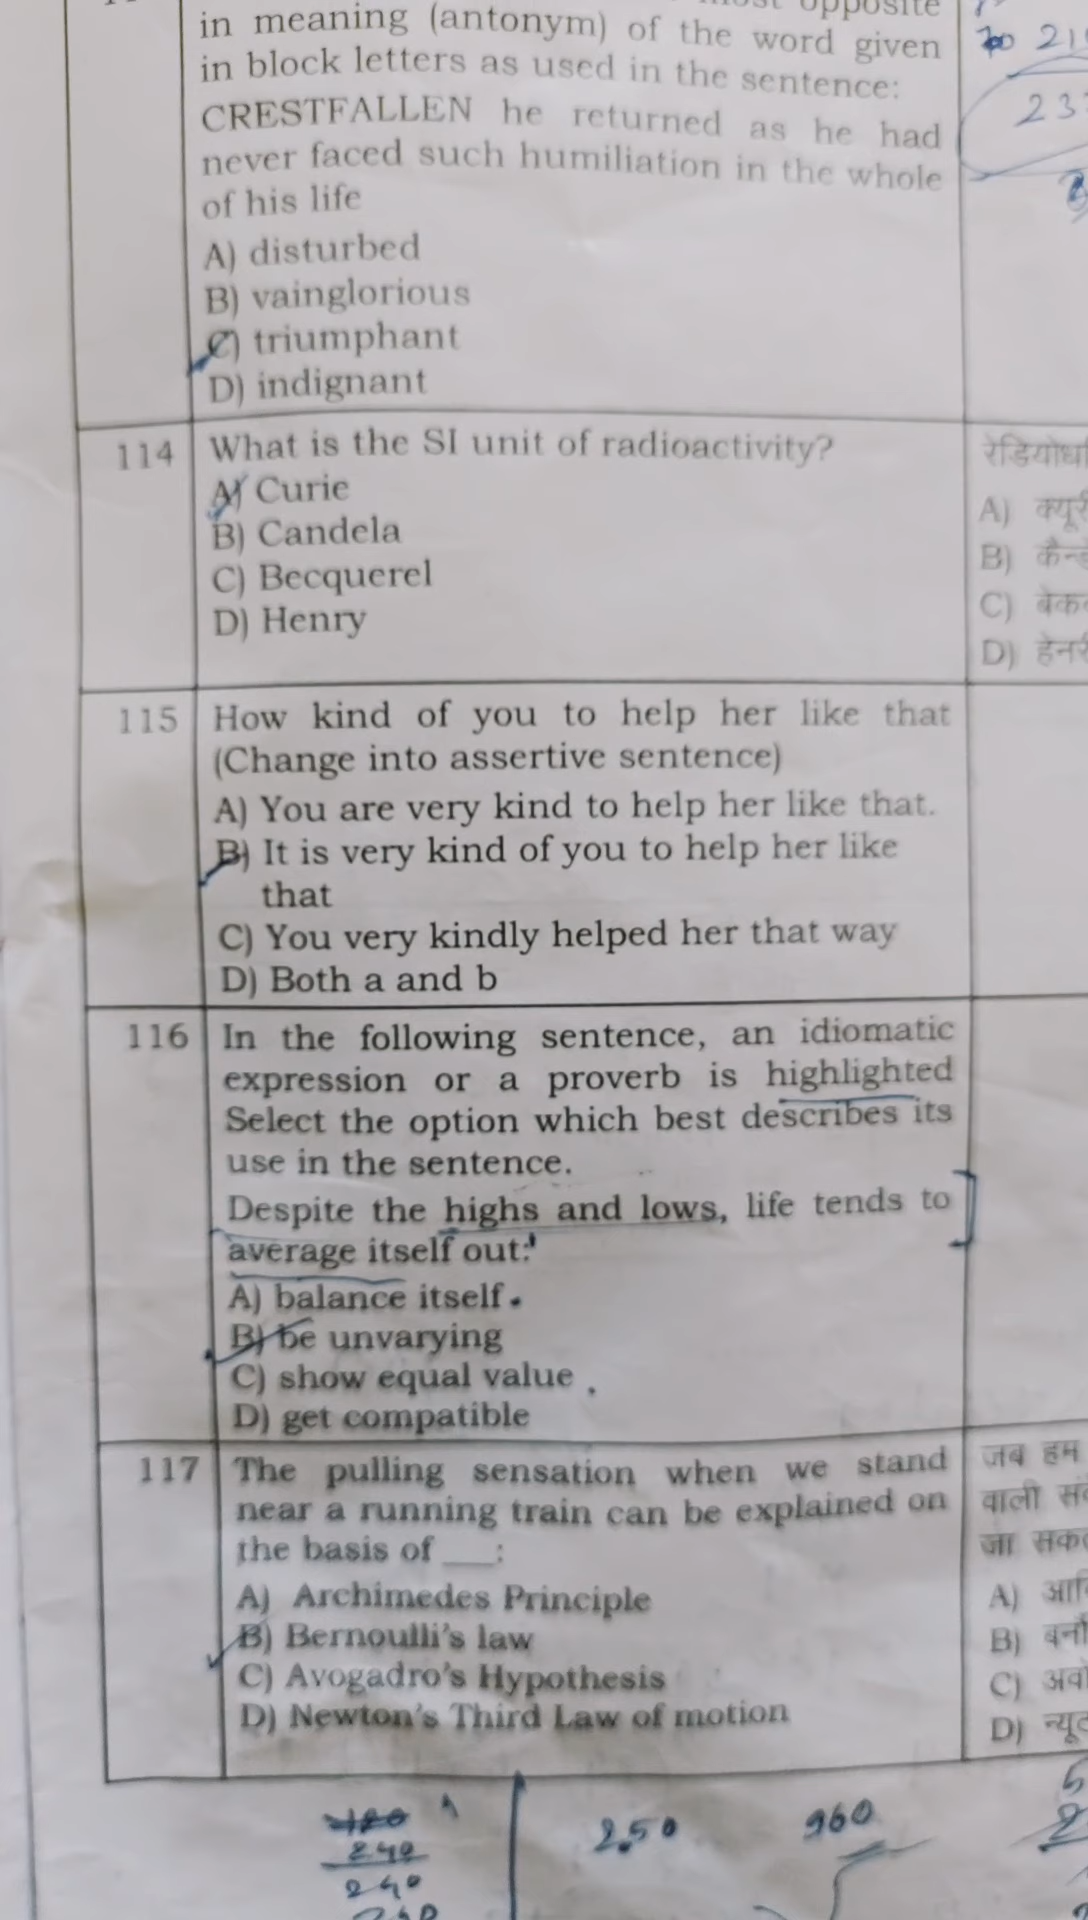 opposite
in meaning (antonym) of the word given
in block letters as used in the sentence:
CRESTFALLEN he returned as he had
never faced such humiliation in the whole
of his life
A) disturbed
B) vainglorious
C) triumphant
D) indignant
114 What is the SI unit of radioactivity?
A) Curie
B) Candela
C) Becquerel
D) Henry
A)
B)
C)
D)
115 How kind of you to help her like that
(Change into assertive sentence)
A) You are very kind to help her like that.
B) It is very kind of you to help her like
that
C) You very kindly helped her that way
D) Both a and b
116 In the following sentence, an idiomatic
expression or a proverb is highlighted
Select the option which best describes its
use in the sentence.
Despite the highs and lows, life tends to
average itself out:
A) balance itself.
B) be unvarying
C) show equal value
D) get compatible
117 The pulling sensation when we stand
near a running train can be explained on
the basis of ___:
A) Archimedes Principle
B) Bernoulli's law
C) Avogadro's Hypothesis
D) Newton's Third Law of motion
जब हम
वाली
जा
A)
B)
C)
D)
240
240
250
960